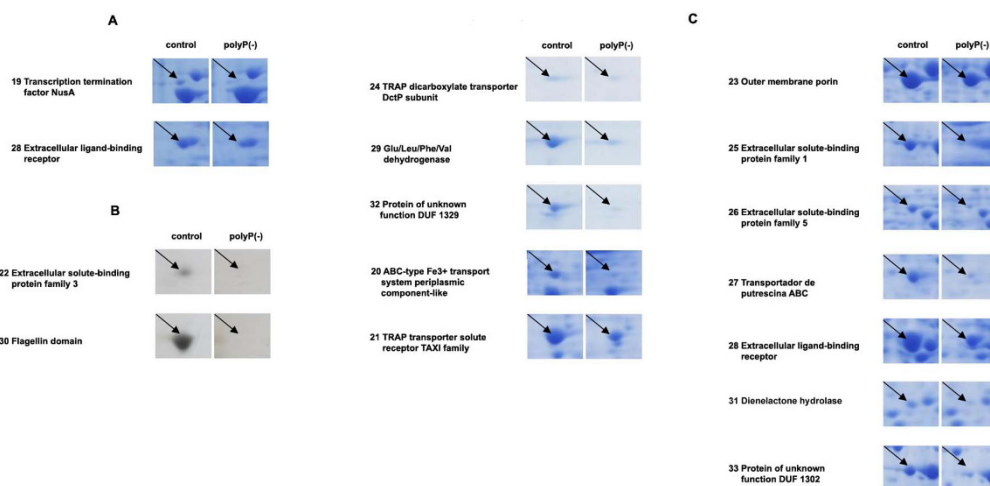 A
control polyP(-)
19 Transcription termination
factor NusA
28 Extracellular ligand-binding
receptor
B
control polyP(-)
22 Extracellular solute-binding
protein family 3
30 Flagellin domain
control polyP(-)
24 TRAP dicarboxylate transporter
DctP subunit
29 Glu/Leu/Phe/Val
dehydrogenase
32 Protein of unknown
function DUF 1329
20 ABC-type Fe3+ transport
system periplasmic
component-like
21 TRAP transporter solute
receptor TAXI family
C
control polyP(-)
23 Outer membrane porin
25 Extracellular solute-binding
protein family 1
26 Extracellular solute-binding
protein family 5
27 Transportador de
putrescina ABC
28 Extracellular ligand-binding
receptor
31 Dienelactone hydrolase
33 Protein of unknown
function DUF 1302